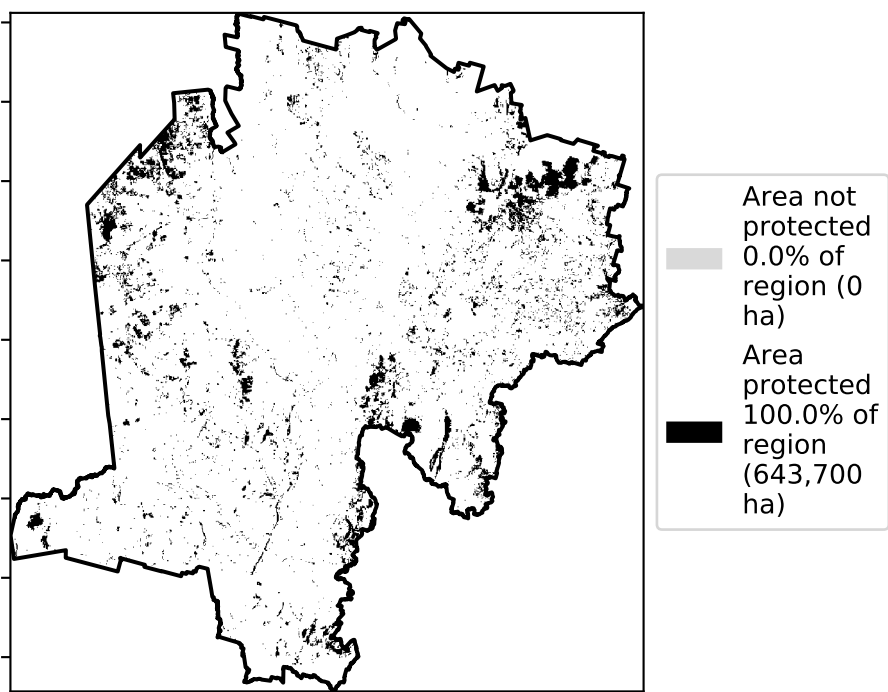 Area not
protected
0.0% of
region (0
ha)
Area
protected
100.0% of
region
(643,700
ha)